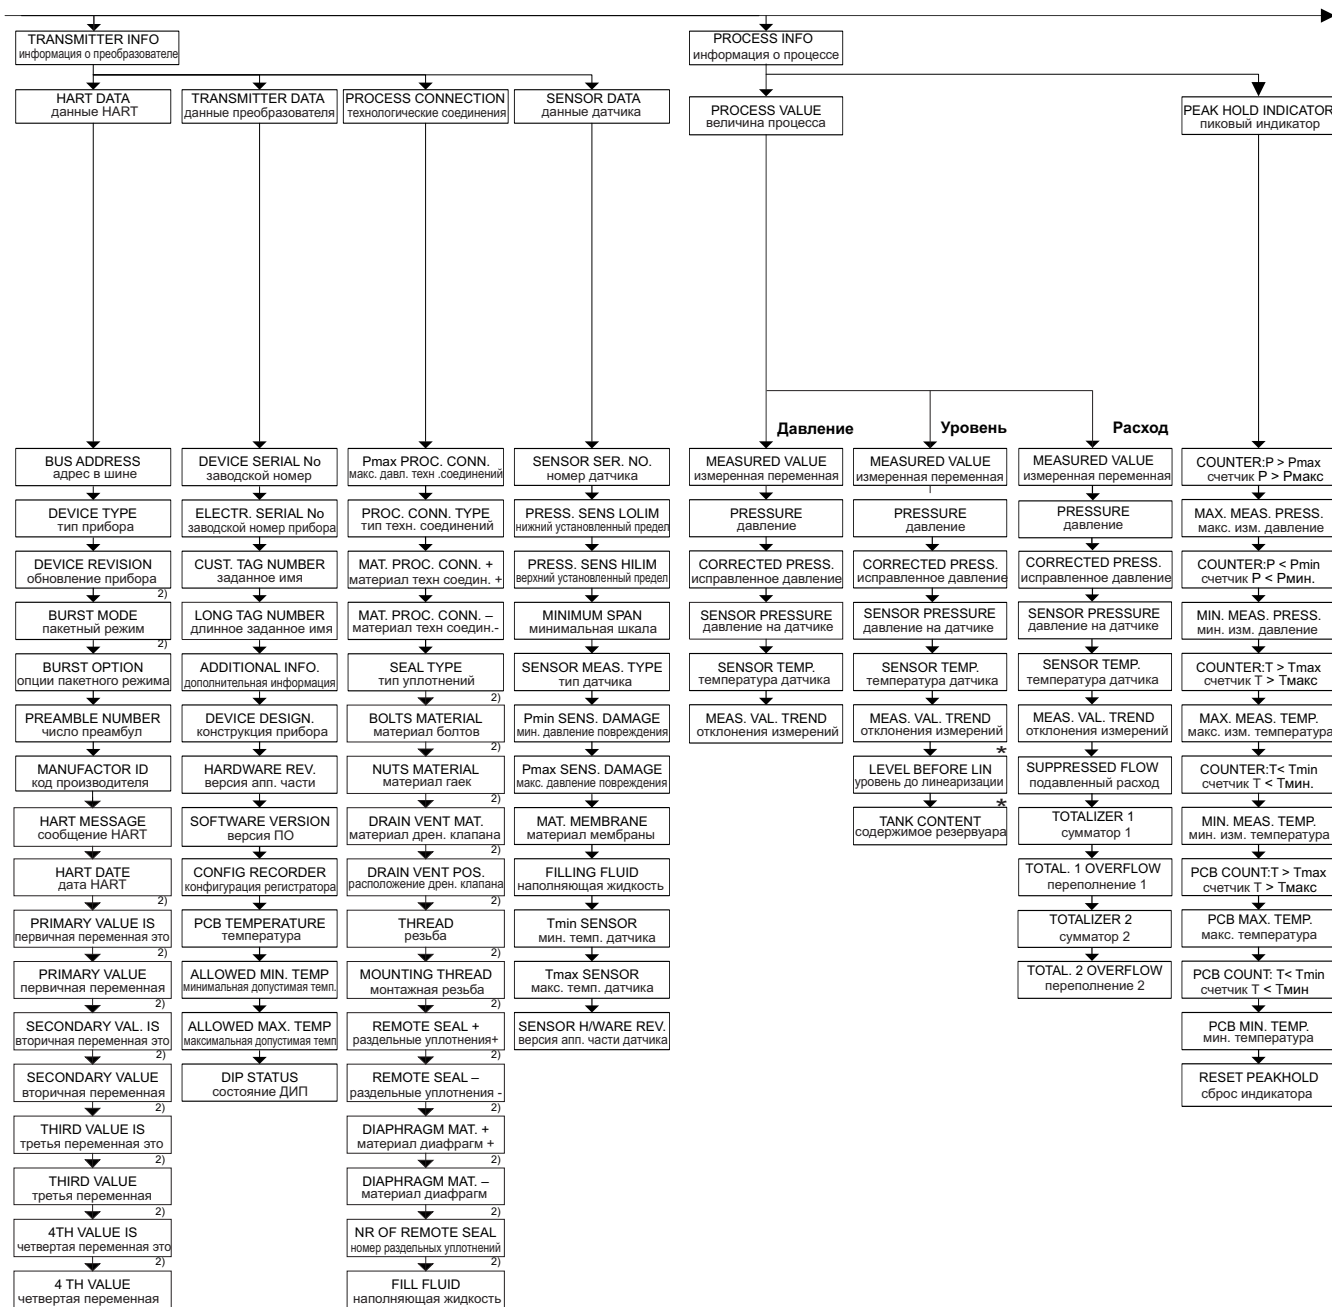 TRANSMITTER INFO
информация о преобразователе
PROCESS INFO
информация о процессе
HART DATA
данные HART
TRANSMITTER DATA
данные преобразователя
PROCESS CONNECTION
технологические соединения
SENSOR DATA
данные датчика
PROCESS VALUE
величина процесса
PEAK HOLD INDICATOR
пиковый индикатор
Давление
Уровень
Расход
BUS ADDRESS
адрес в шине
DEVICE TYPE
тип прибора
DEVICE REVISION
обновление прибора
2)
BURST MODE
пакетный режим
2)
BURST OPTION
опции пакетного режима
PREAMBLE NUMBER
число преамбул
MANUFACTOR ID
код производителя
HART MESSAGE
сообщение HART
HART DATE
дата HART
2)
PRIMARY VALUE IS
первичная переменная это
2)
PRIMARY VALUE
первичная переменная
2)
SECONDARY VAL. IS
вторичная переменная это
2)
SECONDARY VALUE
вторичная переменная
2)
THIRD VALUE IS
третья переменная это
2)
THIRD VALUE
третья переменная
2)
4TH VALUE IS
четвертая переменная это
2)
4 TH VALUE
четвертая переменная
DEVICE SERIAL No
заводской номер
ELECTR. SERIAL No
заводской номер прибора
CUST. TAG NUMBER
заданное имя
LONG TAG NUMBER
длинное заданное имя
ADDITIONAL INFO.
дополнительная информация
DEVICE DESIGN.
конструкция прибора
HARDWARE REV.
версия апп. части
SOFTWARE VERSION
версия ПО
CONFIG RECORDER
конфигурация регистратора
PCB TEMPERATURE
температура
ALLOWED MIN. TEMP
минимальная допустимая темп.
ALLOWED MAX. TEMP
максимальная допустимая темп
DIP STATUS
состояние ДИП
Pmax PROC. CONN.
макс. давл. техн .соединений
PROC. CONN. TYPE
тип техн. соединений
MAT. PROC. CONN. +
материал техн соедин. +
MAT. PROC. CONN. –
материал техн соедин.-
SEAL TYPE
тип уплотнений
2)
BOLTS MATERIAL
материал болтов
2)
NUTS MATERIAL
материал гаек
2)
DRAIN VENT MAT.
материал дрен. клапана
2)
DRAIN VENT POS.
расположение дрен. клапана
2)
THREAD
резьба
2)
MOUNTING THREAD
монтажная резьба
2)
REMOTE SEAL +
раздельные уплотнения+
2)
REMOTE SEAL –
раздельные уплотнения -
2)
DIAPHRAGM MAT. +
материал диафрагм +
2)
DIAPHRAGM MAT. –
материал диафрагм
2)
NR OF REMOTE SEAL
номер раздельных уплотнений
2)
FILL FLUID
наполняющая жидкость
SENSOR SER. NO.
номер датчика
PRESS. SENS LOLIM
нижний установленный предел
PRESS. SENS HILIM
верхний установленный предел
MINIMUM SPAN
минимальная шкала
SENSOR MEAS. TYPE
тип датчика
Pmin SENS. DAMAGE
мин. давление повреждения
Pmax SENS. DAMAGE
макс. давление повреждения
MAT. MEMBRANE
материал мембраны
FILLING FLUID
наполняющая жидкость
Tmin SENSOR
мин. темп. датчика
Tmax SENSOR
макс. темп. датчика
SENSOR H/WARE REV.
версия апп. части датчика
MEASURED VALUE
измеренная переменная
PRESSURE
давление
CORRECTED PRESS.
исправленное давление
SENSOR PRESSURE
давление на датчике
SENSOR TEMP.
температура датчика
MEAS. VAL. TREND
отклонения измерений
MEASURED VALUE
измеренная переменная
PRESSURE
давление
CORRECTED PRESS.
исправленное давление
SENSOR PRESSURE
давление на датчике
SENSOR TEMP.
температура датчика
MEAS. VAL. TREND
отклонения измерений
*
LEVEL BEFORE LIN
уровень до линеаризации
*
TANK CONTENT
содержимое резервуара
MEASURED VALUE
измеренная переменная
PRESSURE
давление
CORRECTED PRESS.
исправленное давление
SENSOR PRESSURE
давление на датчике
SENSOR TEMP.
температура датчика
MEAS. VAL. TREND
отклонения измерений
SUPPRESSED FLOW
подавленный расход
TOTALIZER 1
сумматор 1
TOTAL. 1 OVERFLOW
переполнение 1
TOTALIZER 2
сумматор 2
TOTAL. 2 OVERFLOW
переполнение 2
COUNTER:P > Pmax
счетчик P > Pмакс
MAX. MEAS. PRESS.
макс. изм. давление
COUNTER:P < Pmin
счетчик P < Pмин.
MIN. MEAS. PRESS.
мин. изм. давление
COUNTER:T > Tmax
счетчик T > Tмакс
MAX. MEAS. TEMP.
макс. изм. температура
COUNTER:T< Tmin
счетчик T < Tмин.
MIN. MEAS. TEMP.
мин. изм. температура
PCB COUNT:T > Tmax
счетчик T > Tмакс
PCB MAX. TEMP.
макс. температура
PCB COUNT: T< Tmin
счетчик T < Tмин
PCB MIN. TEMP.
мин. температура
RESET PEAKHOLD
сброс индикатора